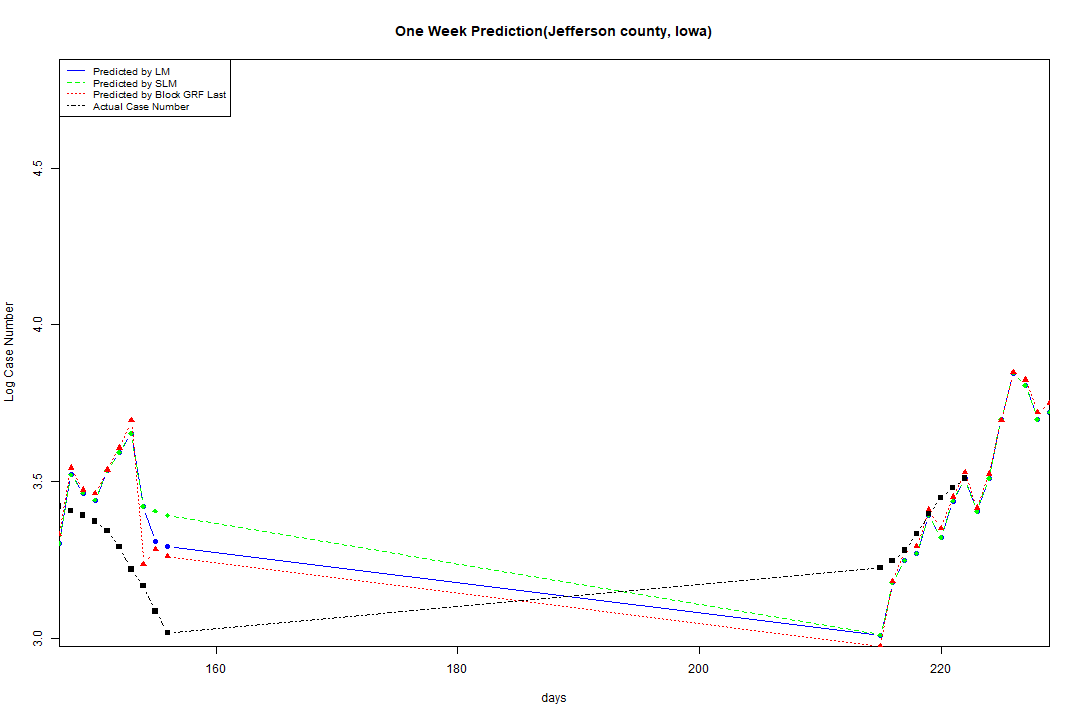 One Week Prediction(Jefferson county, Iowa)
Predicted by LM
Predicted by SLM
Predicted by Block GRF Last
Actual Case Number
Log Case Number
4.5
4.0
3.5
3.0
160 180 200 220
days